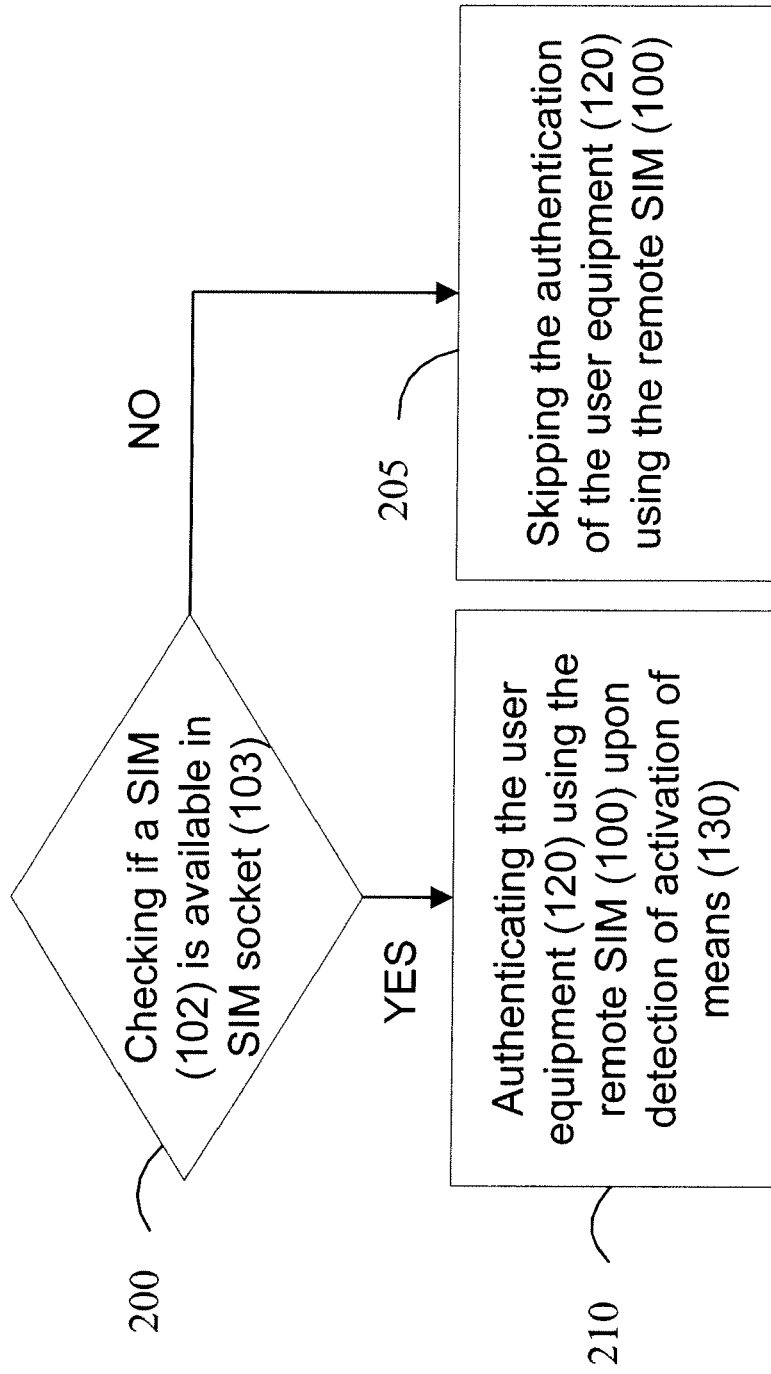 200
Checking if a SIM
(102) is available in
SIM socket (103)
NO
YES
205
Skipping the authentication
of the user equipment (120)
using the remote SIM (100)
210
Authenticating the user
equipment (120) using the
remote SIM (100) upon
detection of activation of
means (130)